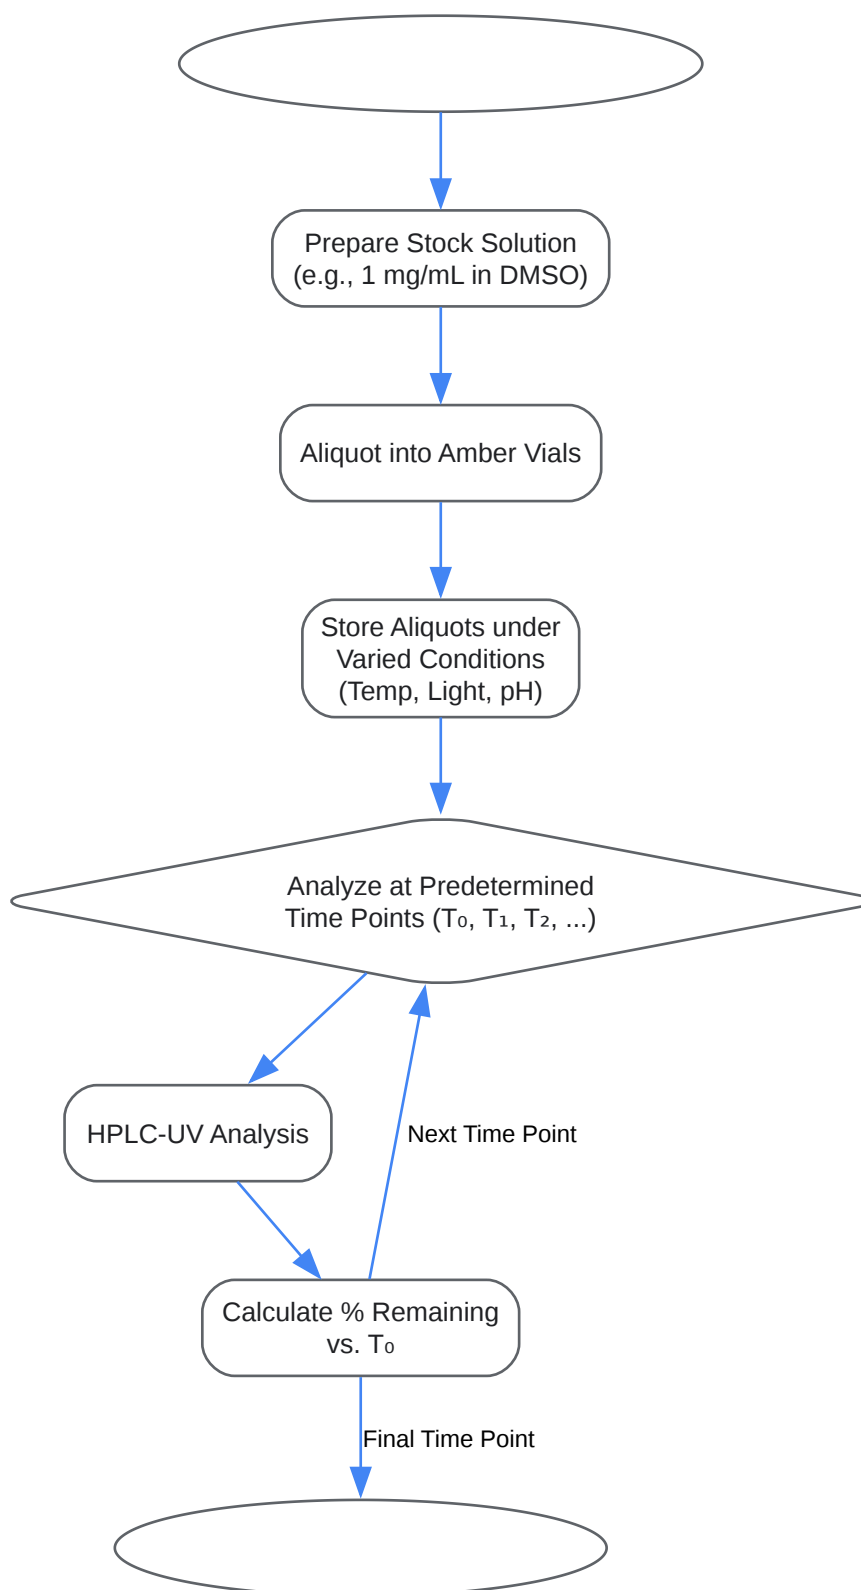 Prepare Stock Solution
(e.g., 1 mg/mL in DMSO)
Aliquot into Amber Vials
Store Aliquots under
Varied Conditions
(Temp, Light, pH)
Analyze at Predetermined
Time Points (T₀, T₁, T₂, ...)
HPLC-UV Analysis
Next Time Point
Calculate % Remaining
vs. T₀
Final Time Point